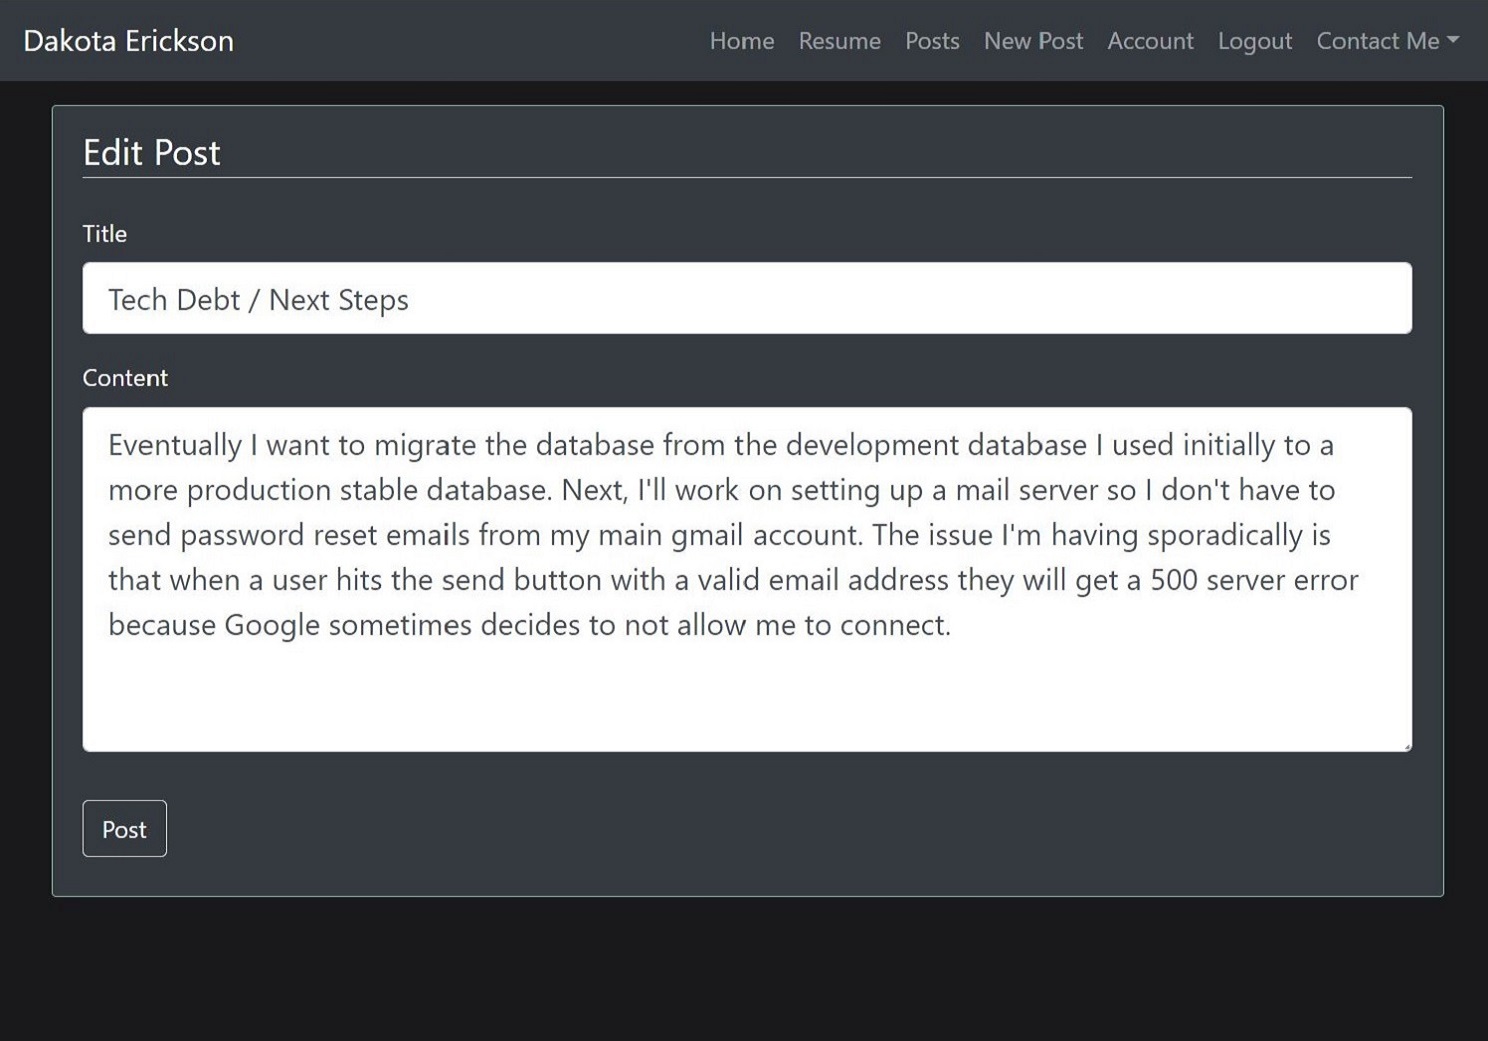 Dakota Erickson
Home Resume Posts New Post Account Logout Contact Me
Edit Post
Title
Tech Debt / Next Steps
Content
Eventually I want to migrate the database from the development database I used initially to a
more production stable database. Next, I'll work on setting up a mail server so I don't have to
send password reset emails from my main gmail account. The issue I'm having sporadically is
that when a user hits the send button with a valid email address they will get a 500 server error
because Google sometimes decides to not allow me to connect.
Post